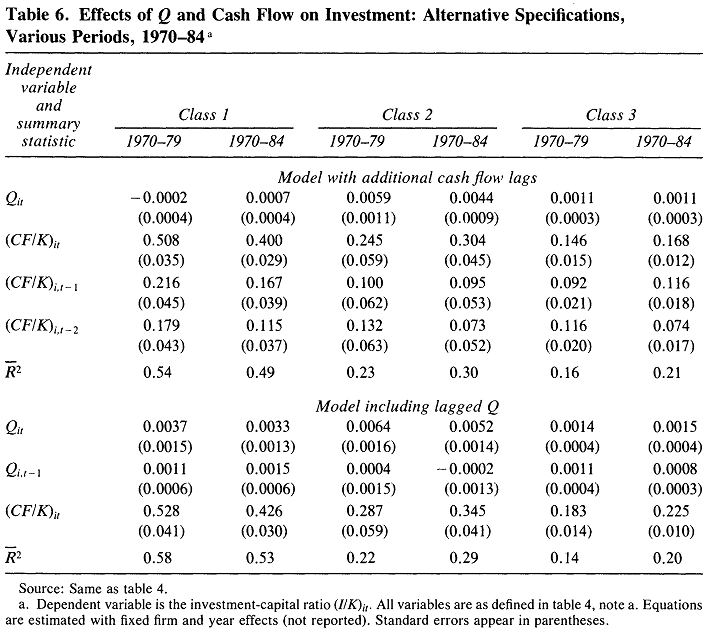 Table 6. Effects of Q and Cash Flow on Investment: Alternative Specifications,
Various Periods, 1970–84 a
Independent
variable
and
summary
statistic
Class 1 Class 2 Class 3
1970–79 1970–84 1970–79 1970–84 1970–79 1970–84
Model with additional cash flow lags
Qit −0.0002 0.0007 0.0059 0.0044 0.0011 0.0011
(0.0004) (0.0004) (0.0011) (0.0009) (0.0003) (0.0003)
(CF/K)it 0.508 0.400 0.245 0.304 0.146 0.168
(0.035) (0.029) (0.059) (0.045) (0.015) (0.012)
(CF/K)i,t−1 0.216 0.167 0.100 0.095 0.092 0.116
(0.045) (0.039) (0.062) (0.053) (0.021) (0.018)
(CF/K)i,t−2 0.179 0.115 0.132 0.073 0.116 0.074
(0.043) (0.037) (0.063) (0.052) (0.020) (0.017)
R̅2 0.54 0.49 0.23 0.30 0.16 0.21
Model including lagged Q
Qit 0.0037 0.0033 0.0064 0.0052 0.0014 0.0015
(0.0015) (0.0013) (0.0016) (0.0014) (0.0004) (0.0004)
Qi,t−1 0.0011 0.0015 0.0004 −0.0002 0.0011 0.0008
(0.0006) (0.0006) (0.0015) (0.0013) (0.0004) (0.0003)
(CF/K)it 0.528 0.426 0.287 0.345 0.183 0.225
(0.041) (0.030) (0.059) (0.041) (0.014) (0.010)
R̅2 0.58 0.53 0.22 0.29 0.14 0.20
Source: Same as table 4.
a. Dependent variable is the investment-capital ratio (I/K)it. All variables are as defined in table 4, note a. Equations
are estimated with fixed firm and year effects (not reported). Standard errors appear in parentheses.